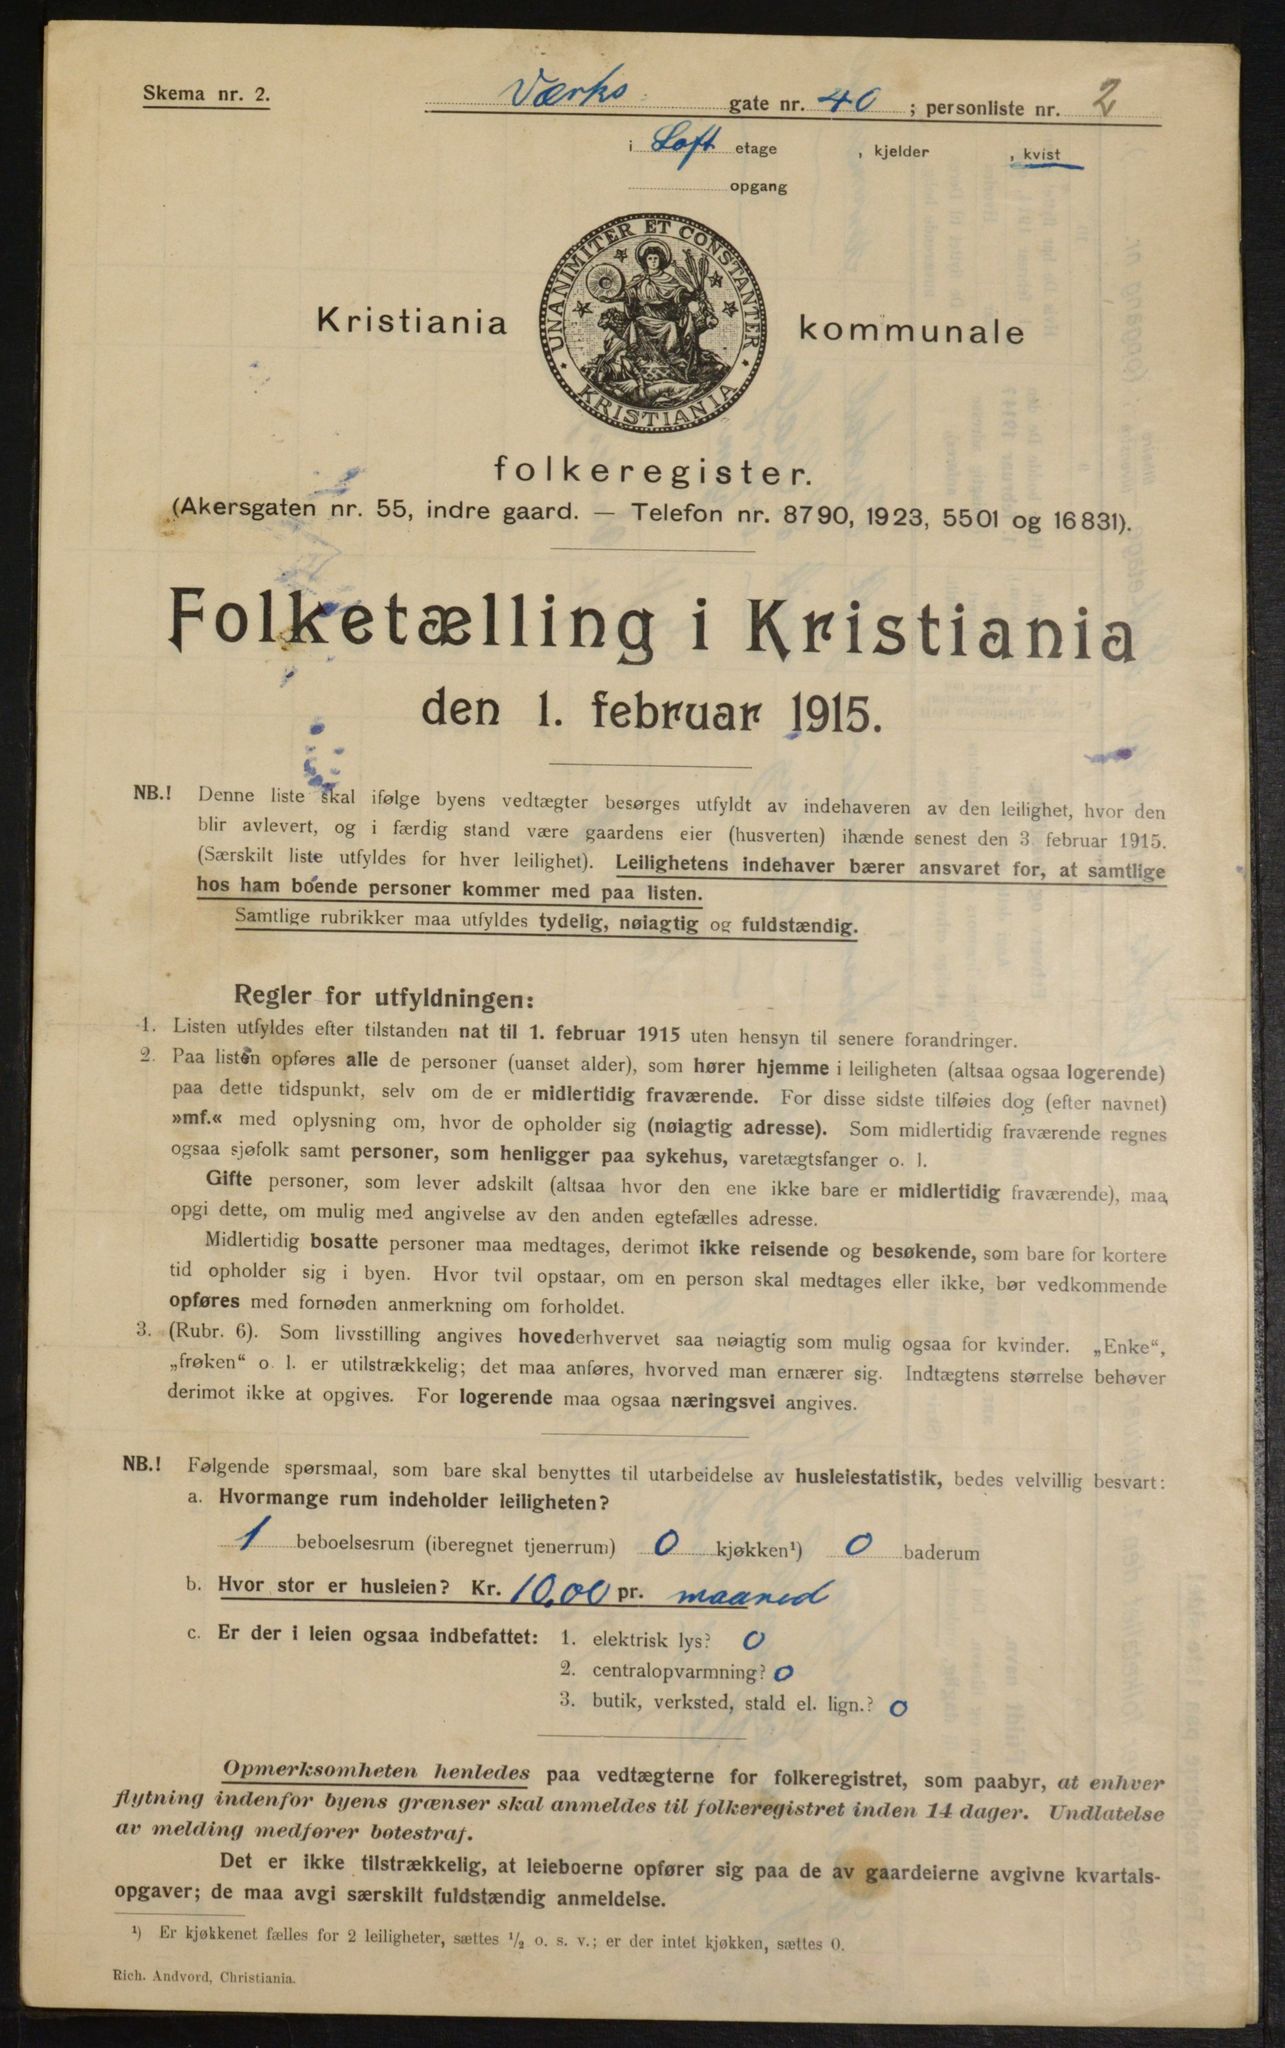 Skema nr. 2.
Værks gate nr. 40 ; personliste nr. 2
i Loft etage , kjelder , kvist
opgang
UNANIMITER ET CONSTANTER
KRISTIANIA
Kristiania kommunale
folkeregister.
(Akersgaten nr. 55, indre gaard. — Telefon nr. 8790, 1923, 5501 og 16831).
Folketælling i Kristiania
den 1. februar 1915.
NB.! Denne liste skal ifølge byens vedtægter besørges utfyldt av indehaveren av den leilighet, hvor den
blir avlevert, og i færdig stand være gaardens eier (husverten) ihænde senest den 3. februar 1915.
(Særskilt liste utfyldes for hver leilighet). Leilighetens indehaver bærer ansvaret for, at samtlige
hos ham boende personer kommer med paa listen.
Samtlige rubrikker maa utfyldes tydelig, nøiagtig og fuldstændig.
Regler for utfyldningen:
1. Listen utfyldes efter tilstanden nat til 1. februar 1915 uten hensyn til senere forandringer.
2. Paa listen opføres alle de personer (uanset alder), som hører hjemme i leiligheten (altsaa ogsaa logerende)
paa dette tidspunkt, selv om de er midlertidig fraværende. For disse sidste tilføies dog (efter navnet)
»mf.« med oplysning om, hvor de opholder sig (nøiagtig adresse). Som midlertidig fraværende regnes
ogsaa sjøfolk samt personer, som henligger paa sykehus, varetægtsfanger o. l.
Gifte personer, som lever adskilt (altsaa hvor den ene ikke bare er midlertidig fraværende), maa
opgi dette, om mulig med angivelse av den anden egtefælles adresse.
Midlertidig bosatte personer maa medtages, derimot ikke reisende og besøkende, som bare for kortere
tid opholder sig i byen. Hvor tvil opstaar, om en person skal medtages eller ikke, bør vedkommende
opføres med fornøden anmerkning om forholdet.
3. (Rubr. 6). Som livsstilling angives hovederhvervet saa nøiagtig som mulig ogsaa for kvinder. „Enke“,
„frøken“ o. l. er utilstrækkelig; det maa anføres, hvorved man ernærer sig. Indtægtens størrelse behøver
derimot ikke at opgives. For logerende maa ogsaa næringsvei angives.
NB.! Følgende spørsmaal, som bare skal benyttes til utarbeidelse av husleiestatistik, bedes velvillig besvart:
a. Hvormange rum indeholder leiligheten?
1 beboelsesrum (iberegnet tjenerrum) 0 kjøkken¹) 0 baderum
b. Hvor stor er husleien? Kr. 10,00 pr. maaned
c. Er der i leien ogsaa indbefattet: 1. elektrisk lys? 0
2. centralopvarmning? 0
3. butik, verksted, stald el. lign.? 0
Opmerksomheten henledes paa vedtægterne for folkeregistret, som paabyr, at enhver
flytning indenfor byens grænser skal anmeldes til folkeregistret inden 14 dager. Undlatelse
av melding medfører bøtestraf.
Det er ikke tilstrækkelig, at leieboerne opfører sig paa de av gaardeierne avgivne kvartals-
opgaver; de maa avgi særskilt fuldstændig anmeldelse.
¹) Er kjøkkenet fælles for 2 leiligheter, sættes ½ o. s. v.; er der intet kjøkken, sættes 0.
Rich. Andvord, Christiania.